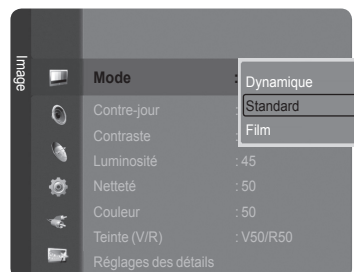 Image
Mode : Dynamique
Contre-jour : Standard
Contraste : Film
Luminosité : 45
Netteté : 50
Couleur : 50
Teinte (V/R) : V50/R50
Réglages des détails